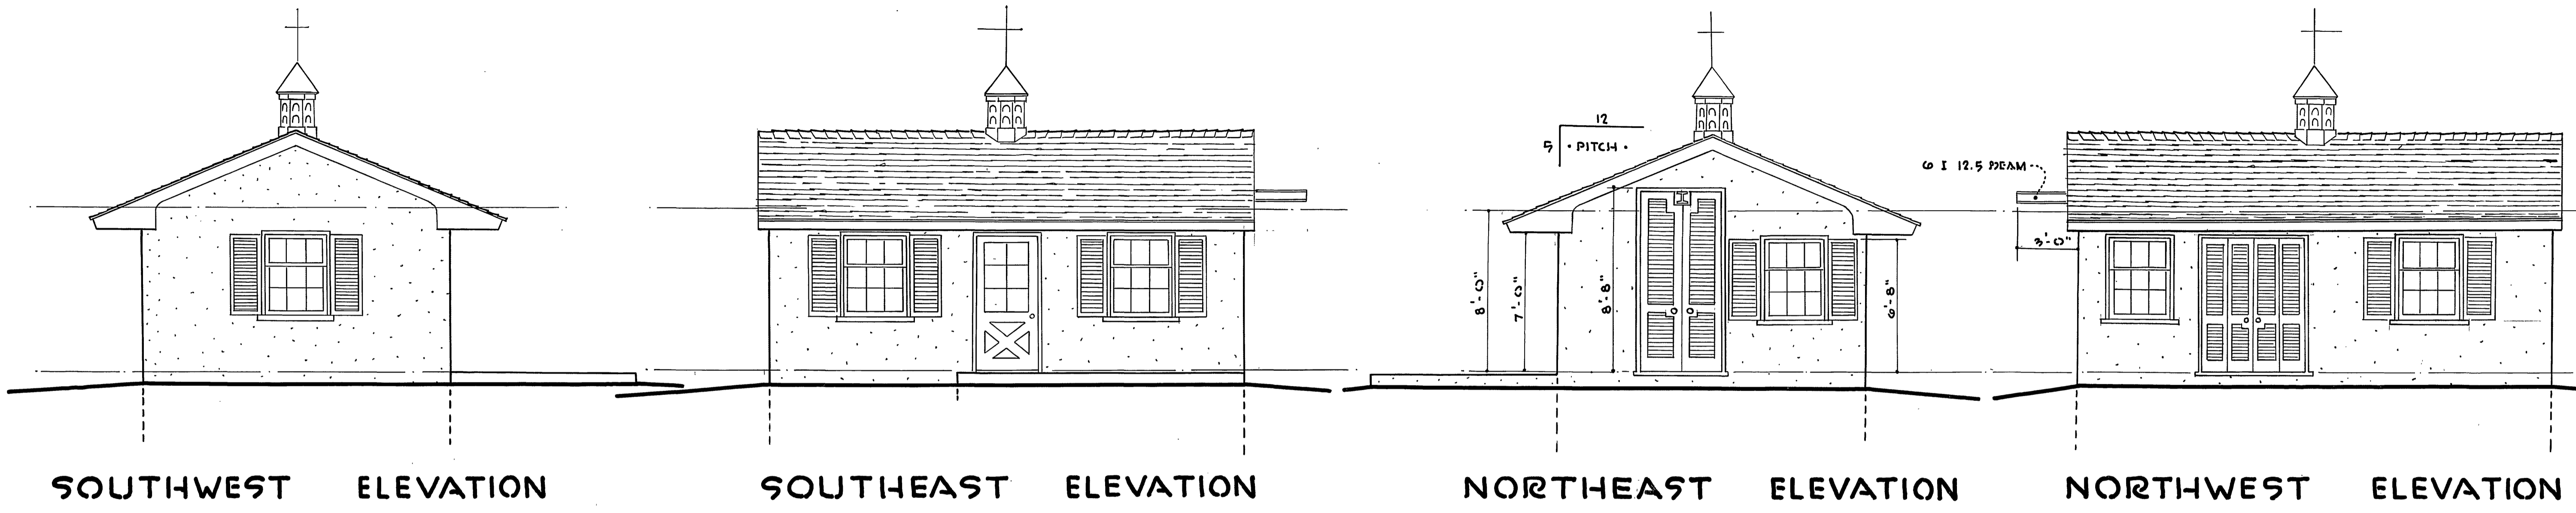 12
5 • PITCH •
8'-0"
7'-0"
8'-8"
6'-8"
6 I 12.5 BEAM
3'-0"
SOUTHWEST ELEVATION
SOUTHEAST ELEVATION
NORTHEAST ELEVATION
NORTHWEST ELEVATION